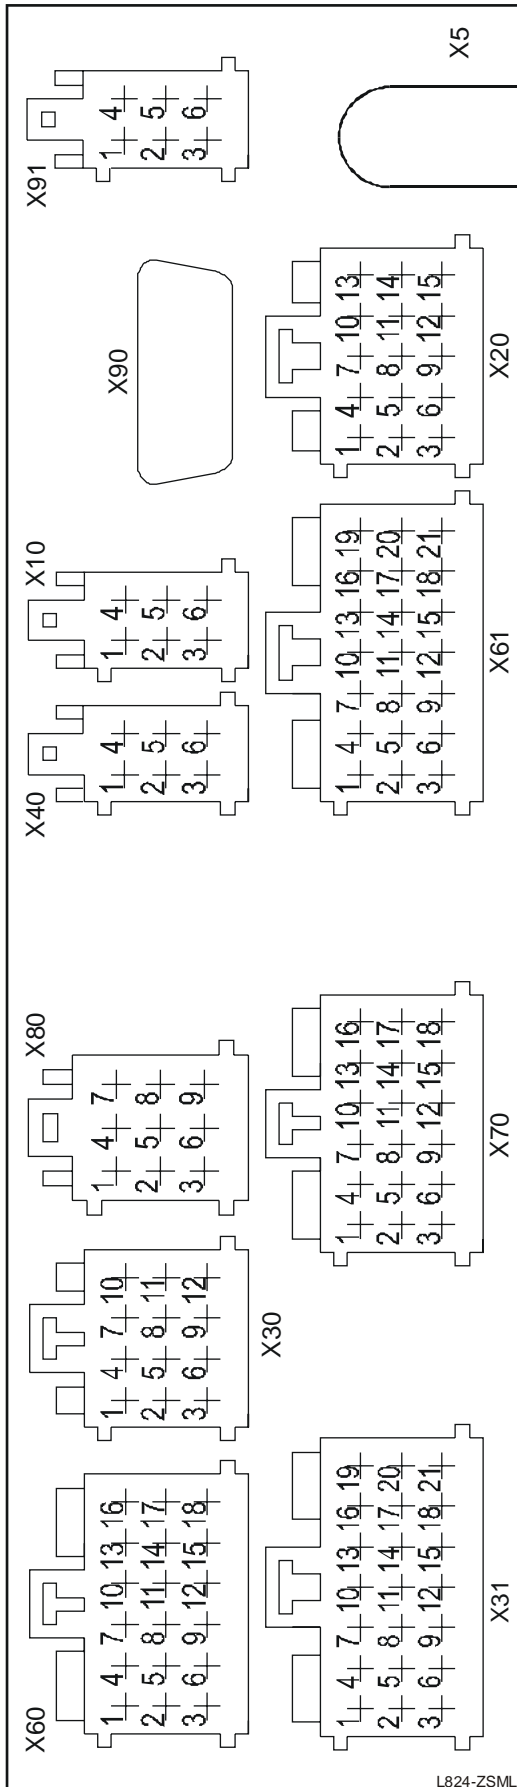 X60
1 4 7 10 13 16
2 5 8 11 14 17
3 6 9 12 15 18
1 4 7 10
2 5 8 11
3 6 9 12
X30
X80
1 4 7
2 5 8
3 6 9
X40
1 4
2 5
3 6
X10
1 4
2 5
3 6
X90
X91
1 4
2 5
3 6
1 4 7 10 13 16 19
2 5 8 11 14 17 20
3 6 9 12 15 18 21
X31
1 4 7 10 13 16
2 5 8 11 14 17
3 6 9 12 15 18
X70
1 4 7 10 13 16 19
2 5 8 11 14 17 20
3 6 9 12 15 18 21
X61
1 4 7 10 13
2 5 8 11 14
3 6 9 12 15
X20
X5
L824-ZSML